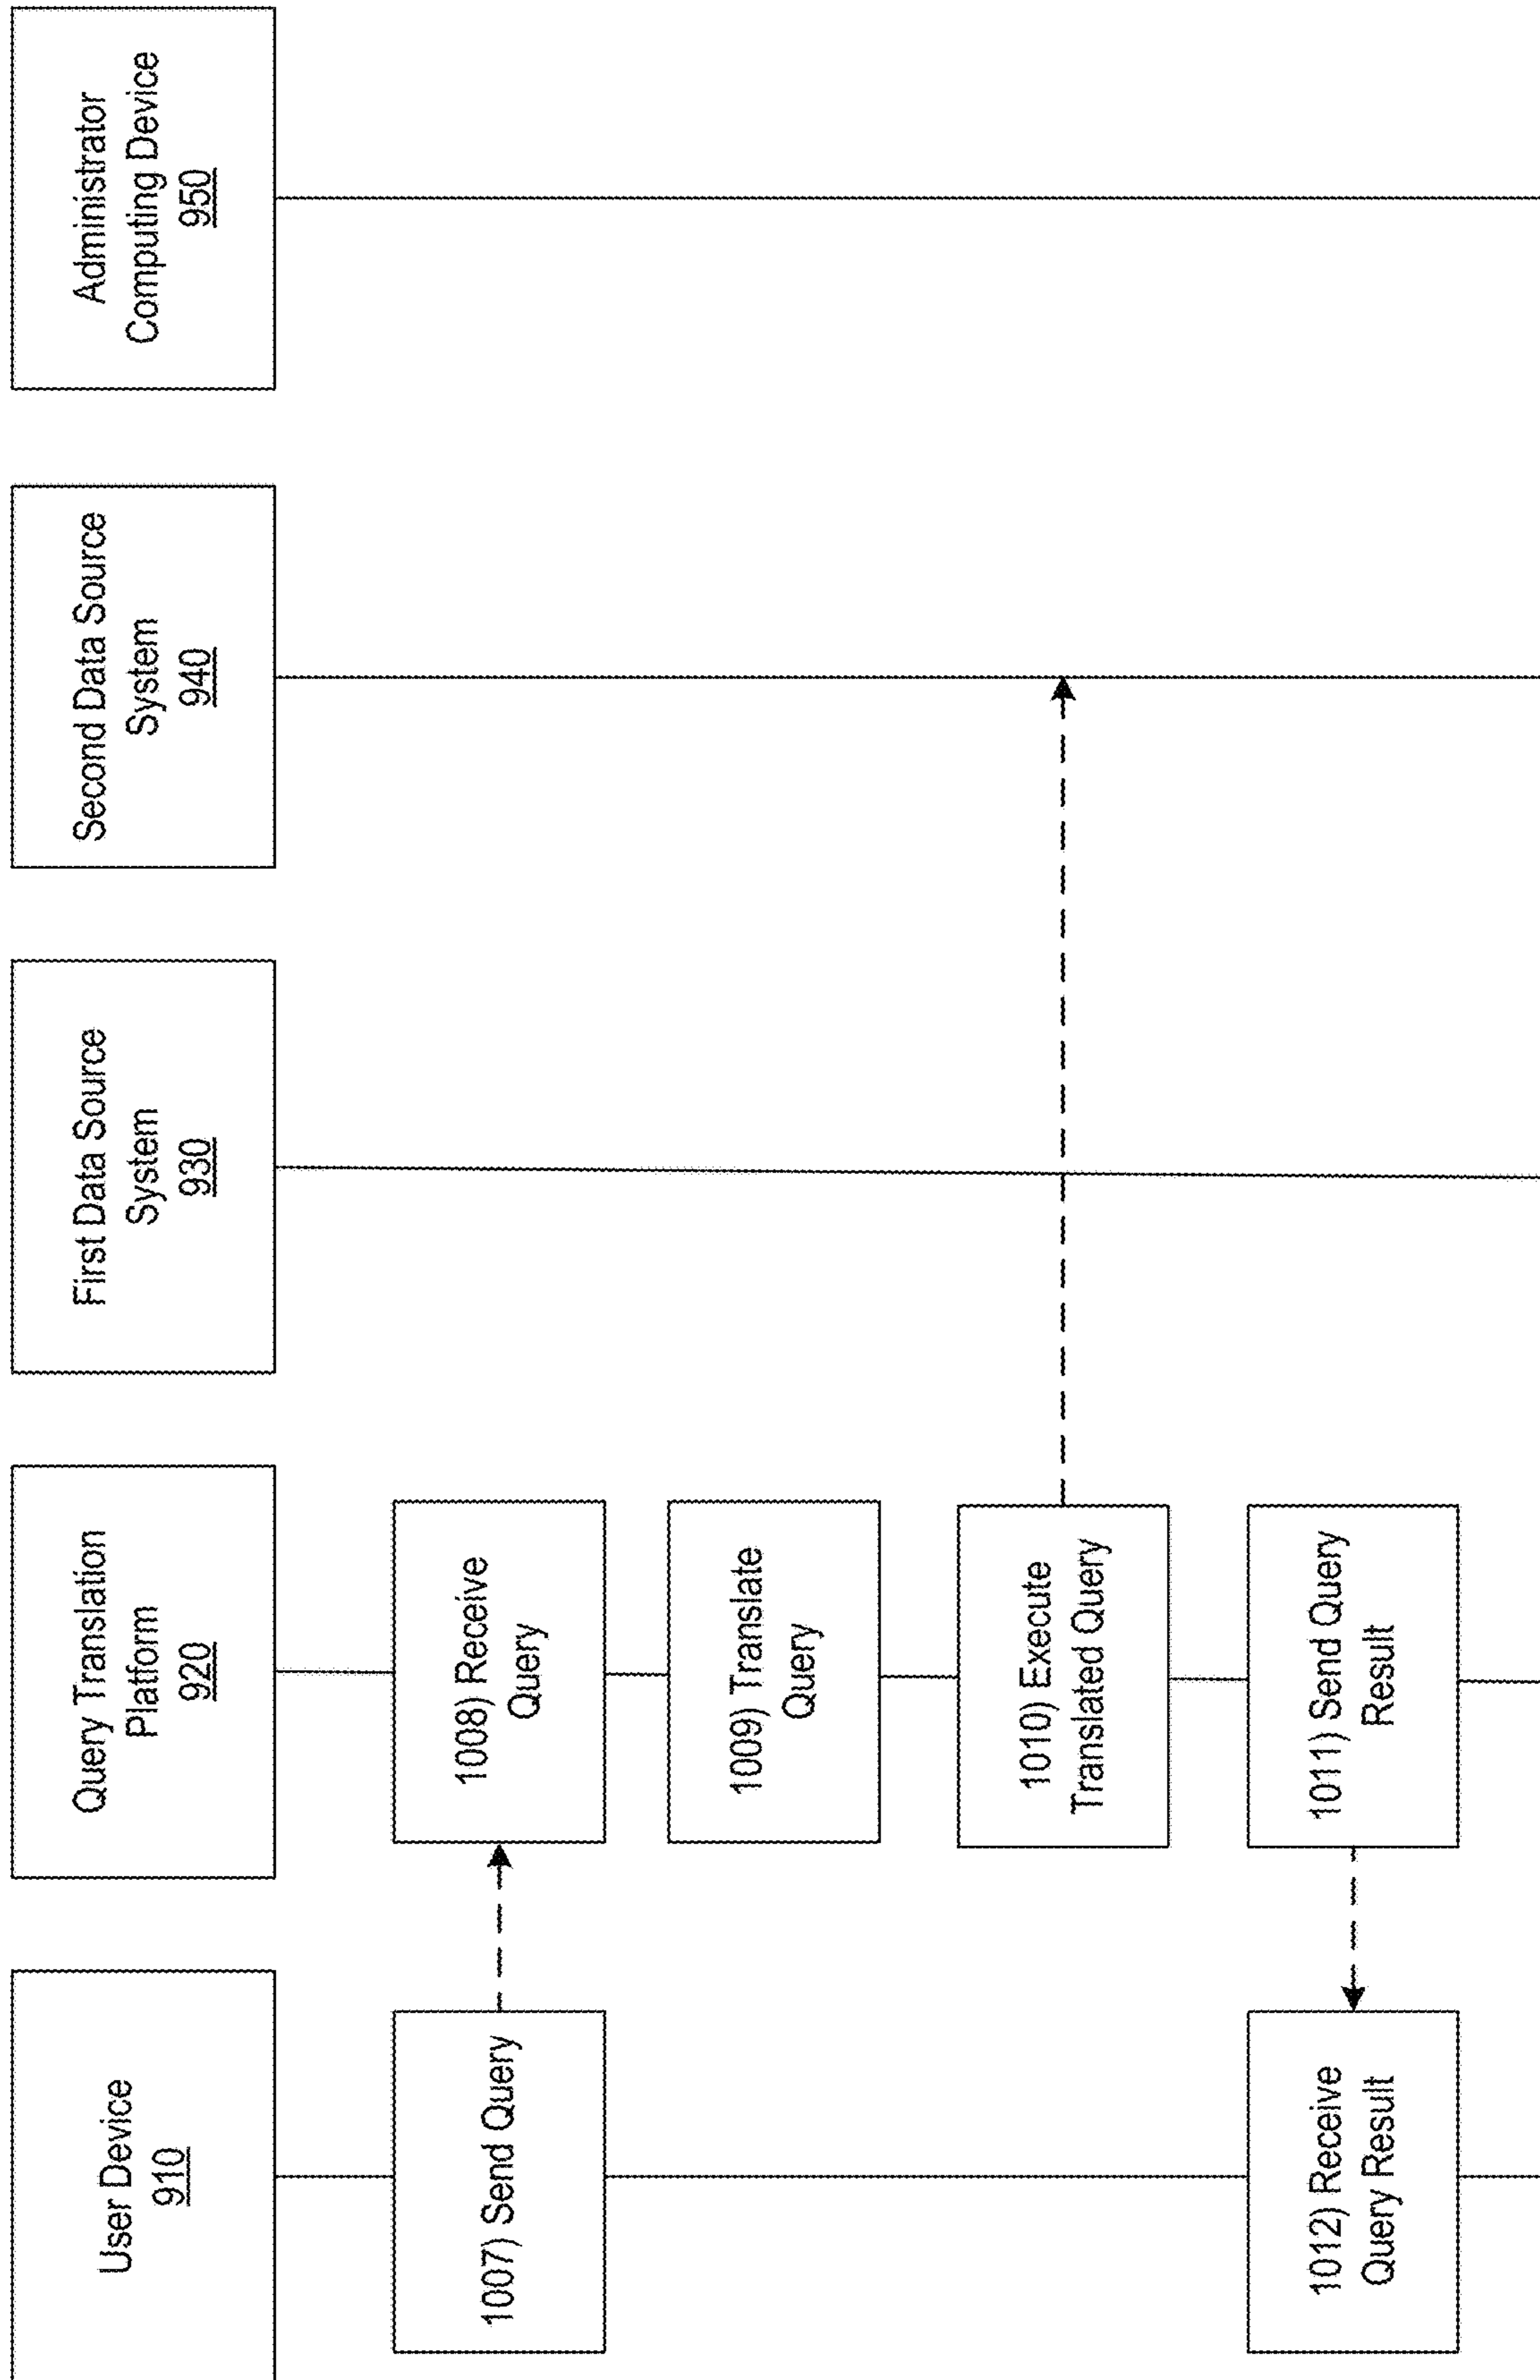 User Device
910
Query Translation
Platform
920
First Data Source
System
930
Second Data Source
System
940
Administrator
Computing Device
950
1007) Send Query
1008) Receive
Query
1009) Translate
Query
1010) Execute
Translated Query
1011) Send Query
Result
1012) Receive
Query Result